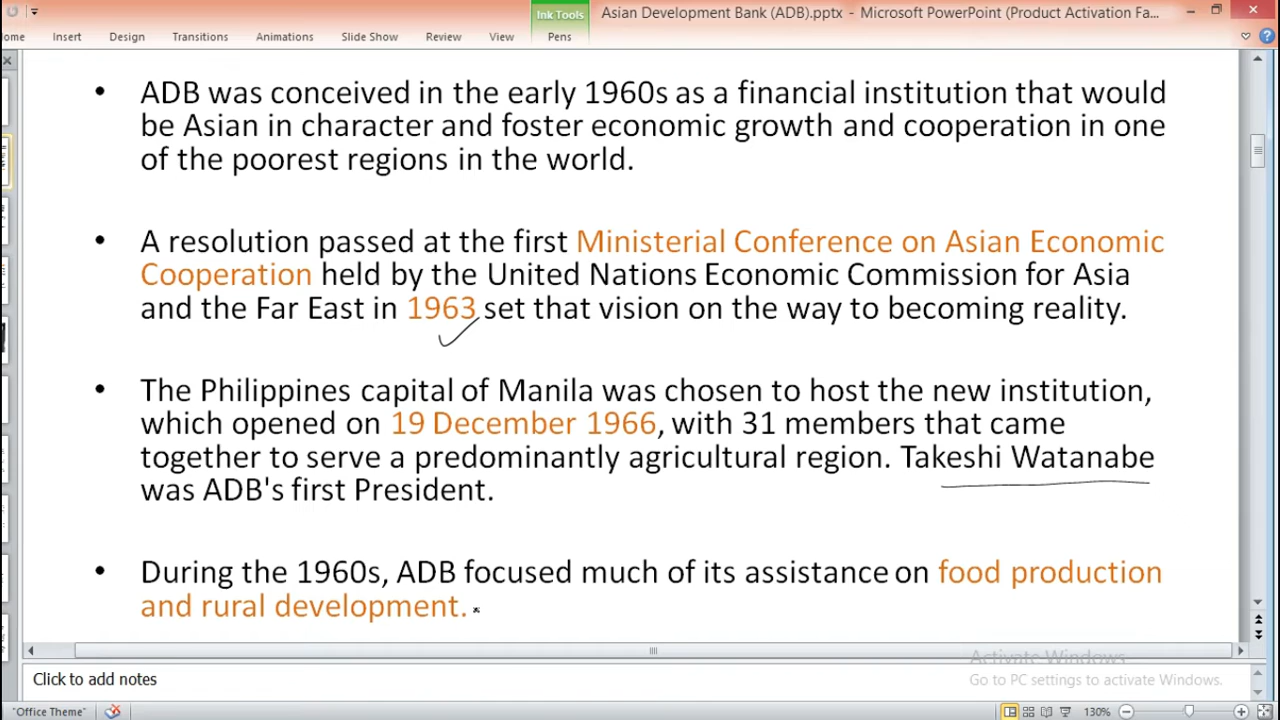 Ink Tools
Asian Development Bank (ADB).pptx - Microsoft PowerPoint (Product Activation Fa...
ome Insert Design Transitions Animations Slide Show Review View Pens
• ADB was conceived in the early 1960s as a financial institution that would
be Asian in character and foster economic growth and cooperation in one
of the poorest regions in the world.
• A resolution passed at the first Ministerial Conference on Asian Economic
Cooperation held by the United Nations Economic Commission for Asia
and the Far East in 1963 set that vision on the way to becoming reality.
• The Philippines capital of Manila was chosen to host the new institution,
which opened on 19 December 1966, with 31 members that came
together to serve a predominantly agricultural region. Takeshi Watanabe
was ADB's first President.
• During the 1960s, ADB focused much of its assistance on food production
and rural development.
Activate Windows
Go to PC settings to activate Windows.
Click to add notes
"Office Theme"
130%